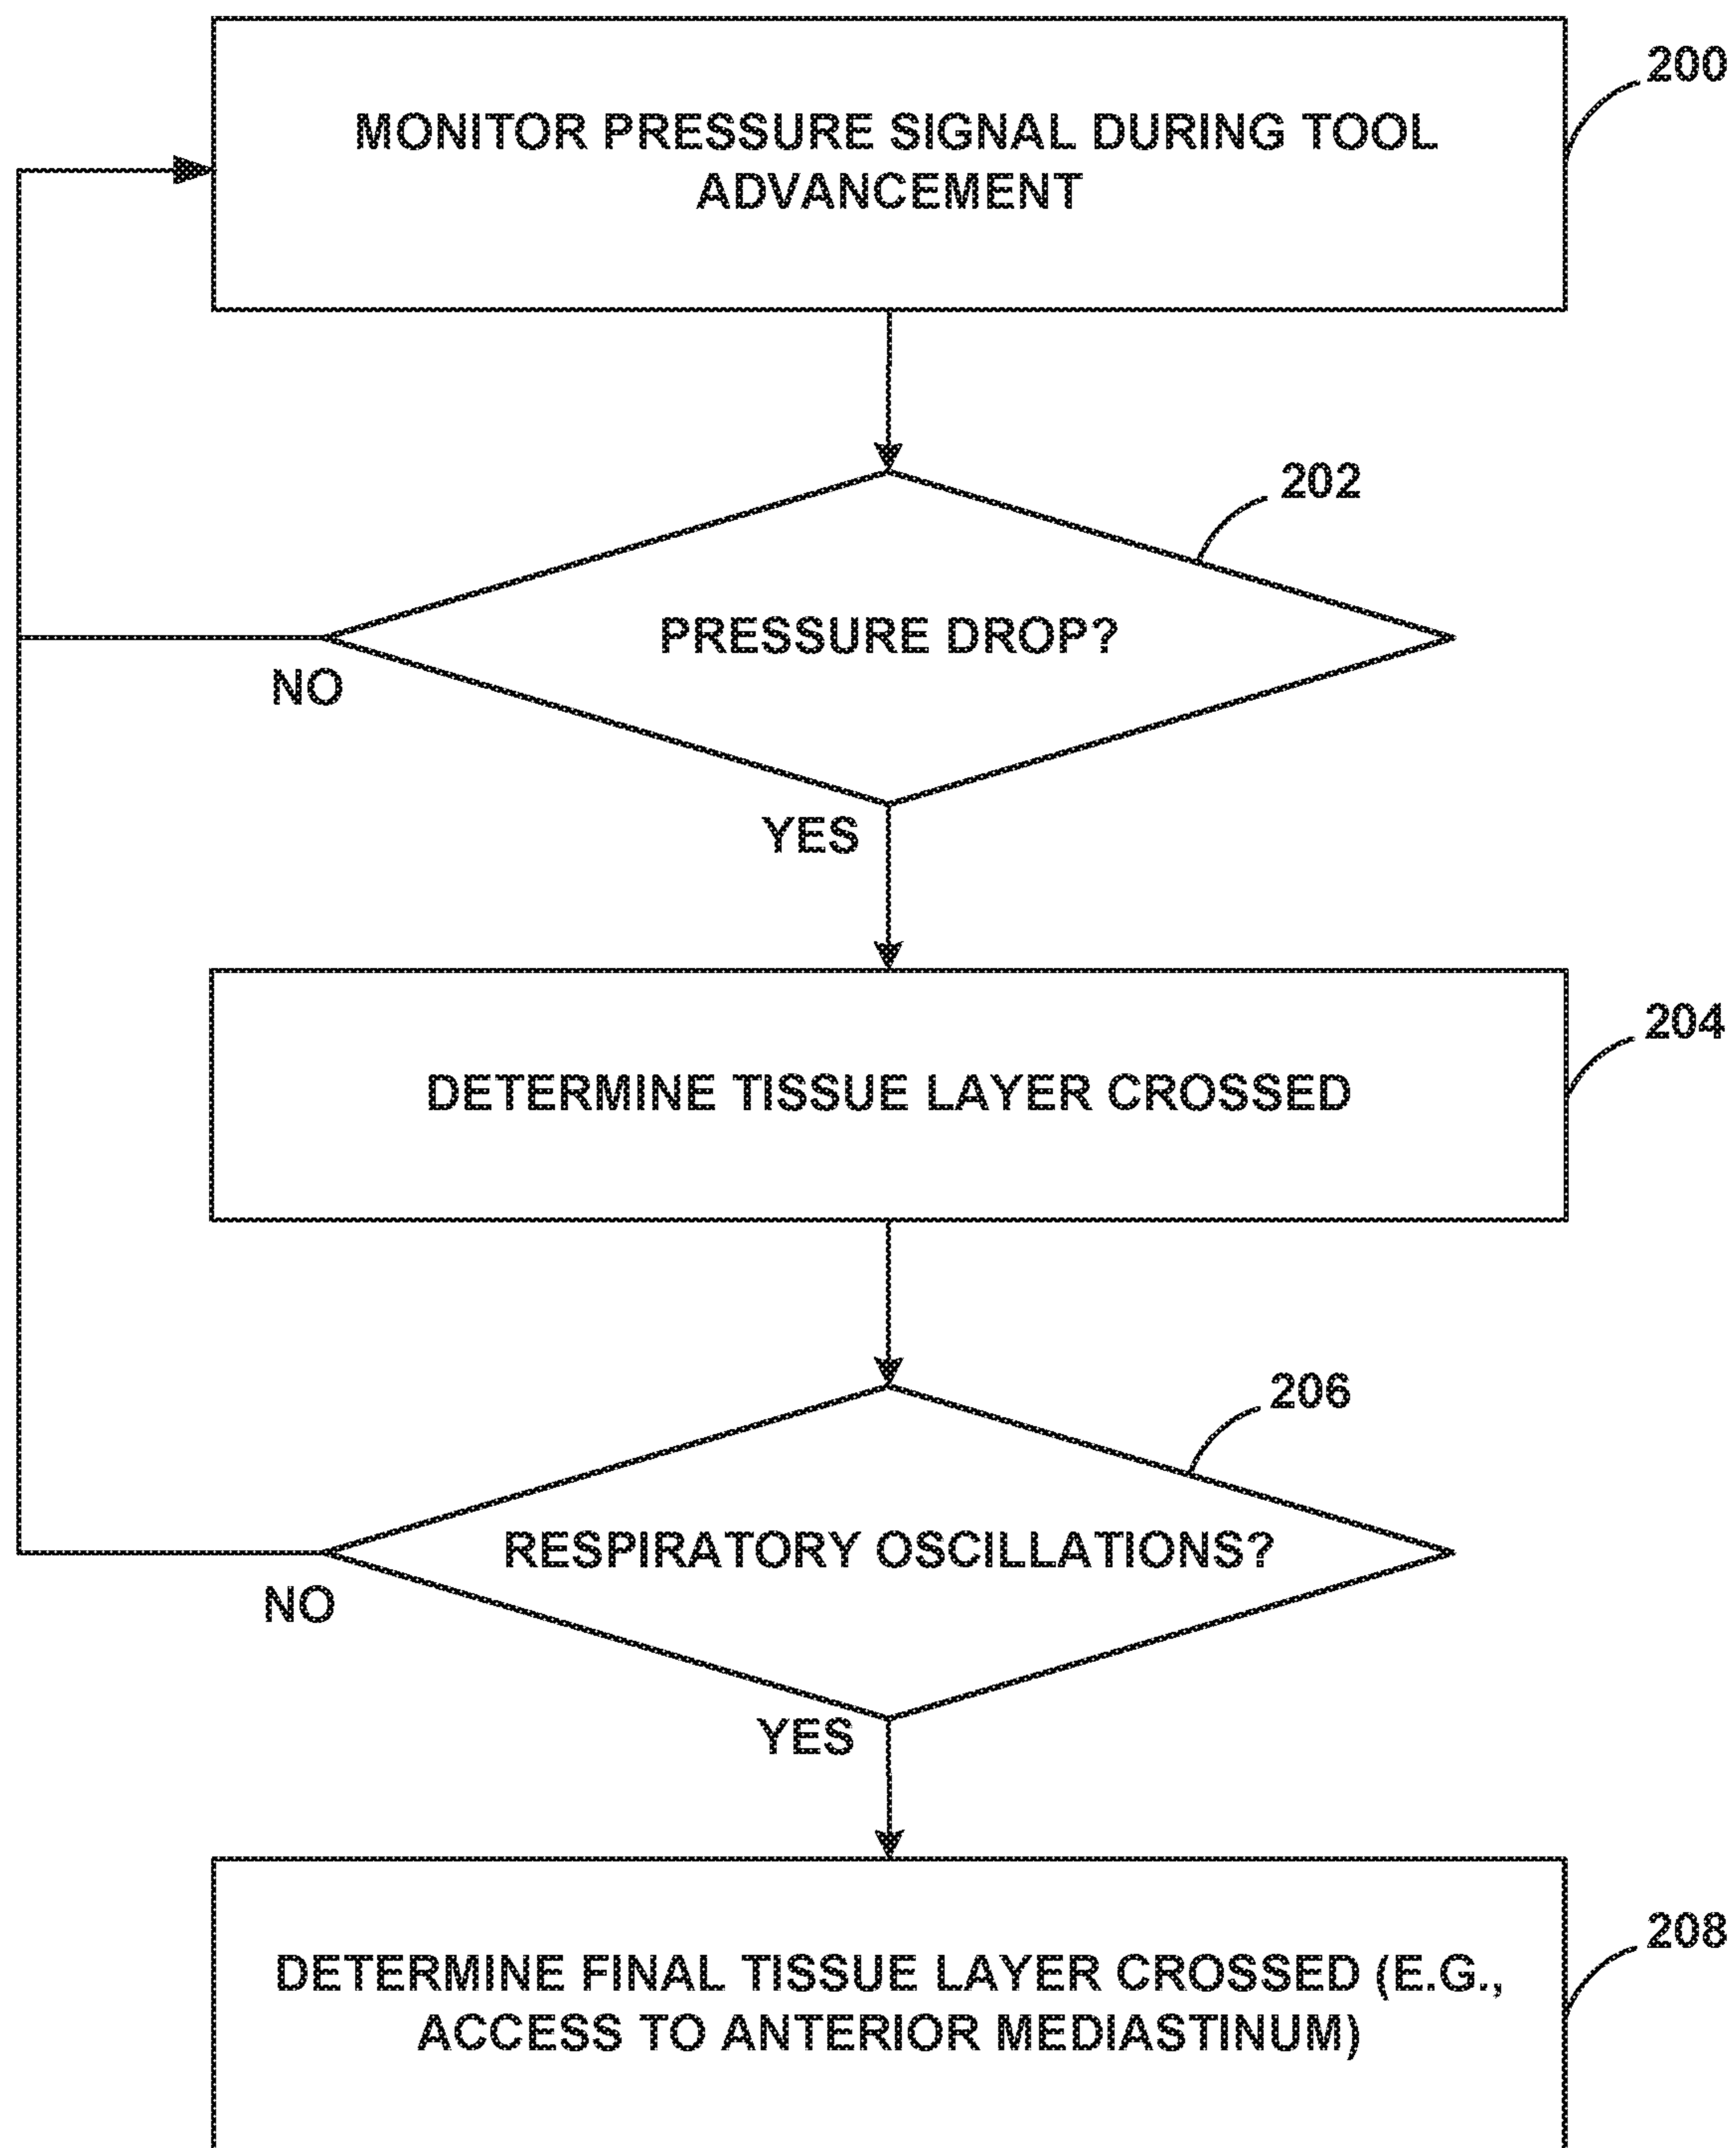 200
MONITOR PRESSURE SIGNAL DURING TOOL
ADVANCEMENT
202
PRESSURE DROP?
NO
YES
204
DETERMINE TISSUE LAYER CROSSED
206
RESPIRATORY OSCILLATIONS?
NO
YES
208
DETERMINE FINAL TISSUE LAYER CROSSED (E.G.,
ACCESS TO ANTERIOR MEDIASTINUM)